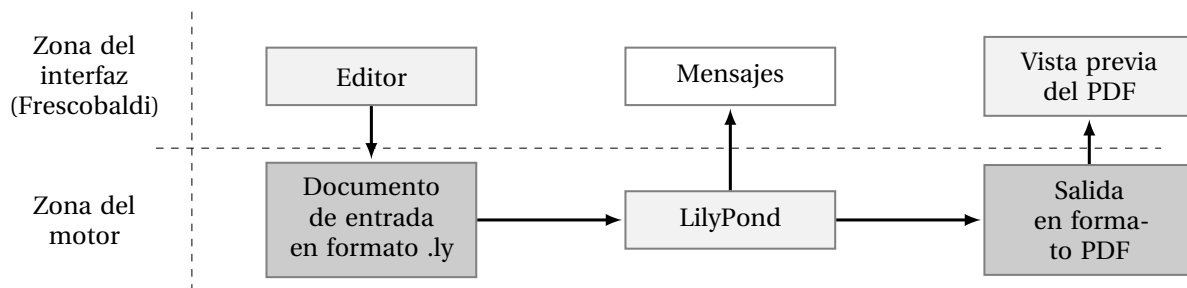 Zona del
interfaz
(Frescobaldi)
Editor
Mensajes
Vista previa
del PDF
Zona del
motor
Documento
de entrada
en formato .ly
LilyPond
Salida
en forma-
to PDF